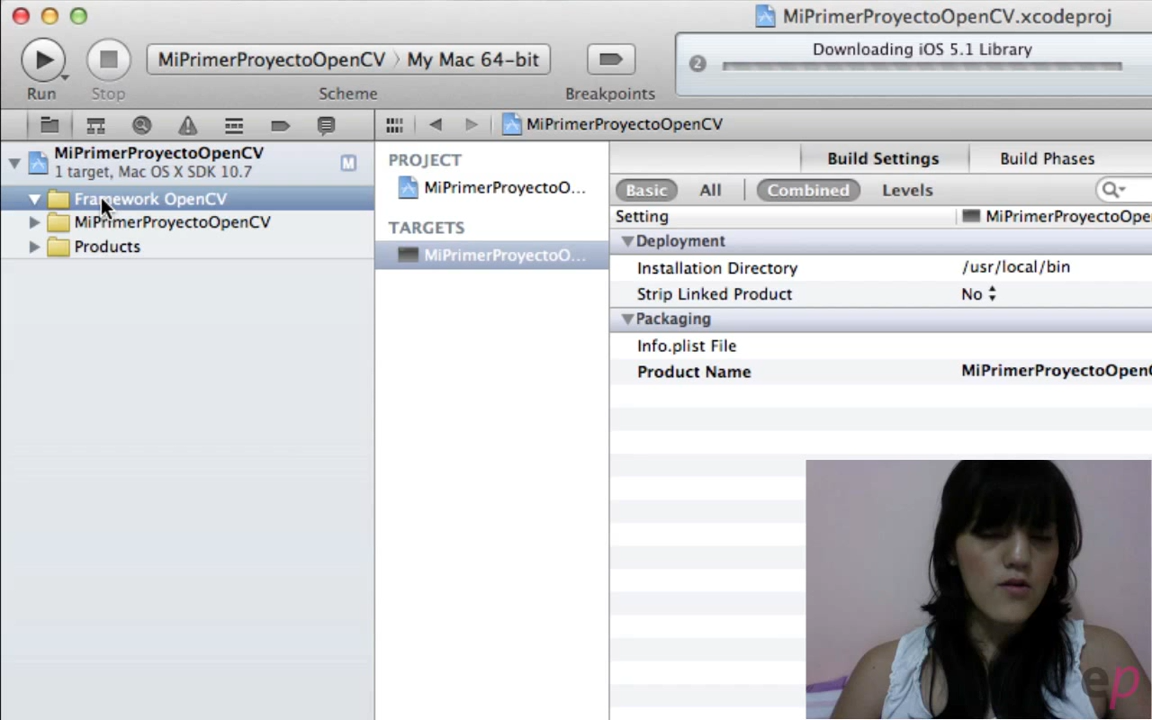 MiPrimerProyectoOpenCV.xcodeproj
MiPrimerProyectoOpenCV > My Mac 64-bit
2
Downloading iOS 5.1 Library
Run
Stop
Scheme
Breakpoints
MiPrimerProyectoOpenCV
MiPrimerProyectoOpenCV
1 target, Mac OS X SDK 10.7
M
Framework OpenCV
MiPrimerProyectoOpenCV
Products
PROJECT
MiPrimerProyectoO...
TARGETS
MiPrimerProyectoO...
Build Settings
Build Phases
Basic
All
Combined
Levels
Setting
MiPrimerProyectoOpe
Deployment
Installation Directory
/usr/local/bin
Strip Linked Product
No
Packaging
Info.plist File
Product Name
MiPrimerProyectoOpen
ep